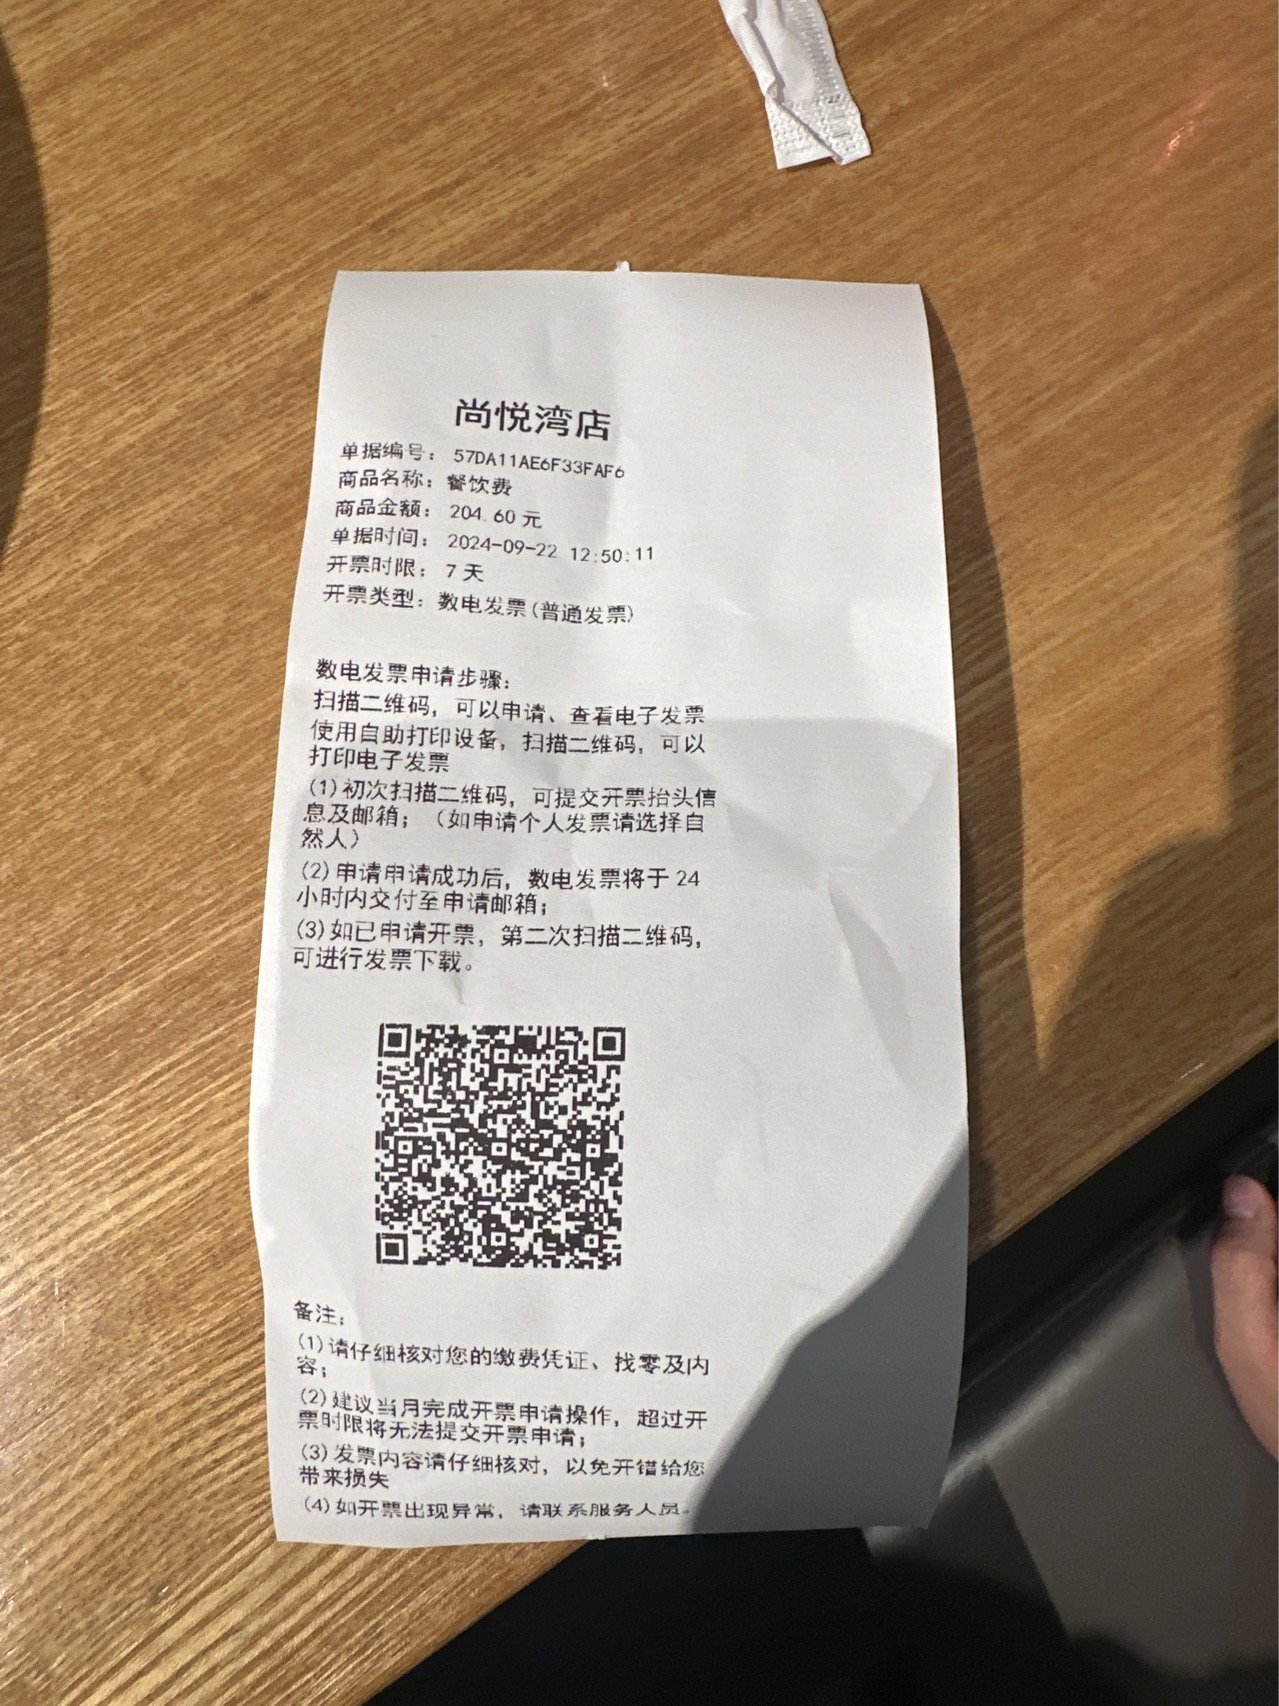 尚悦湾店
单据编号：57DA11AE6F33FAF6
商品名称：餐饮费
商品金额：204.60 元
单据时间：2024-09-22 12:50:11
开票时限：7 天
开票类型：数电发票(普通发票)
数电发票申请步骤：
扫描二维码，可以申请、查看电子发票
使用自助打印设备，扫描二维码，可以
打印电子发票
(1)初次扫描二维码，可提交开票抬头信
息及邮箱；（如申请个人发票请选择自
然人）
(2)申请申请成功后，数电发票将于 24
小时内交付至申请邮箱；
(3)如已申请开票，第二次扫描二维码，
可进行发票下载。
备注：
(1)请仔细核对您的缴费凭证、找零及内
容；
(2)建议当月完成开票申请操作，超过开
票时限将无法提交开票申请；
(3)发票内容请仔细核对，以免开错给您
带来损失
(4)如开票出现异常，请联系服务人员。